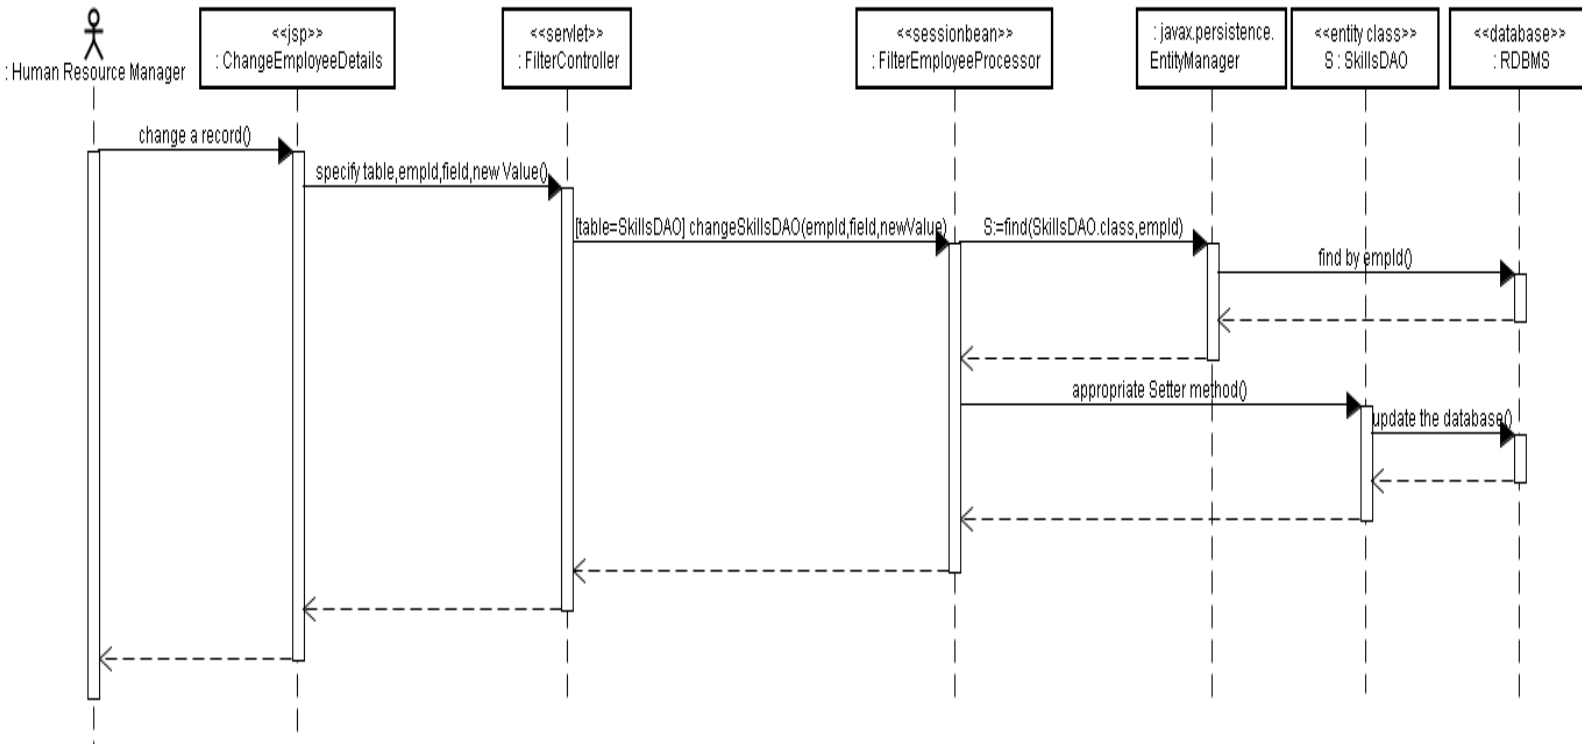 <<jsp>>
: ChangeEmployeeDetails
<<servlet>>
: FilterController
<<sessionbean>>
: FilterEmployeeProcessor
: javax.persistence.
EntityManager
<<entity class>>
S : SkillsDAO
<<database>>
: RDBMS
: Human Resource Manager
change a record()
specify table,empId,field,new Value()
[table=SkillsDAO] changeSkillsDAO(empId,field,newValue)
S:=find(SkillsDAO.class,empId)
find by empId()
appropriate Setter method()
update the database()